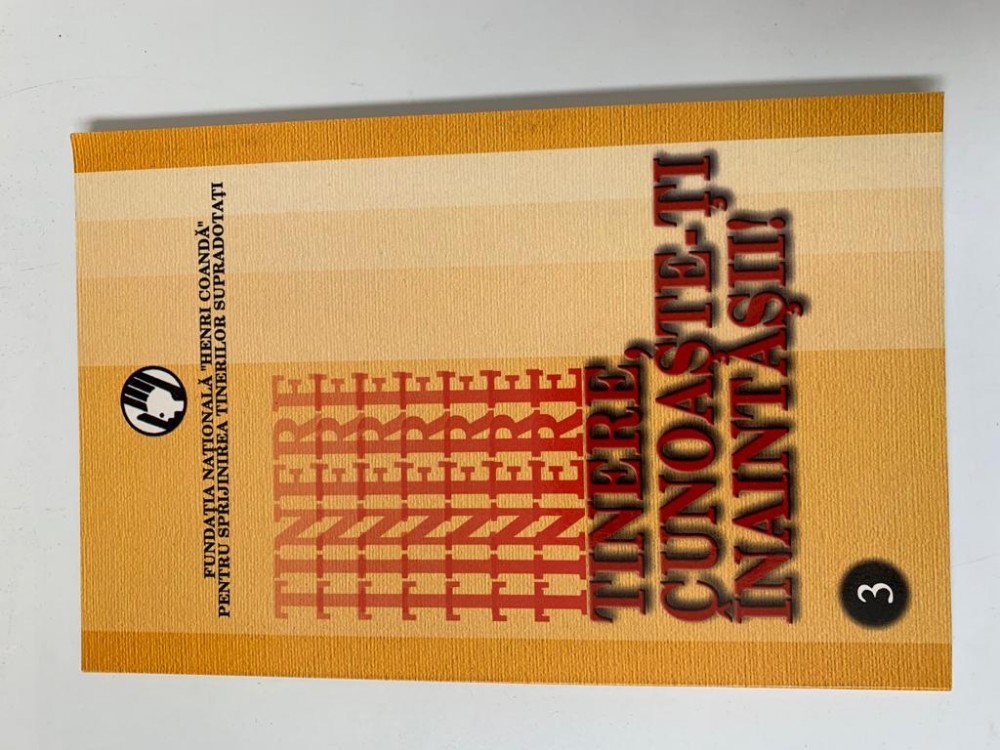 FUNDAȚIA NAȚIONALĂ "HENRI COANDĂ"
PENTRU SPRIJINIREA TINERILOR SUPRADOTAȚI
TINERE
TINERE
TINERE
TINERE
TINERE
TINERE
TINERE
TINERE,
CUNOAȘTE-ȚI
ÎNAINTAȘII!
3